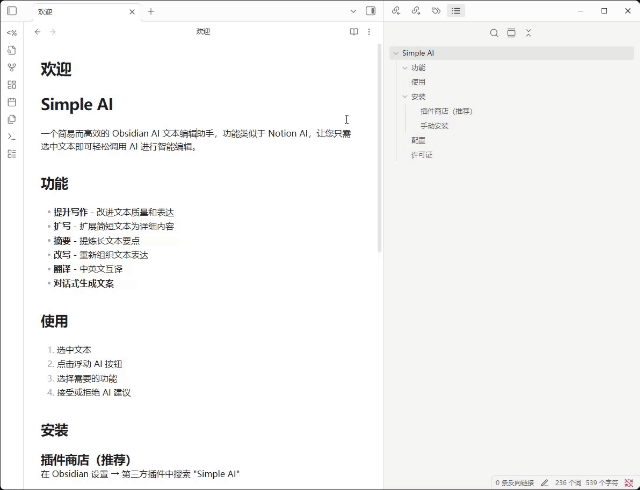 欢迎
欢迎
Simple AI
功能
使用
安装
插件商店（推荐）
手动安装
配置
许可证
欢迎
Simple AI
一个简易而高效的 Obsidian AI 文本编辑助手，功能类似于 Notion AI，让您只需
选中文本即可轻松调用 AI 进行智能编辑。
功能
• 提升写作 - 改进文本质量和表达
• 扩写 - 扩展简短文本为详细内容
• 摘要 - 提炼长文本要点
• 改写 - 重新组织文本表达
• 翻译 - 中英文互译
• 对话式生成文案
使用
1. 选中文本
2. 点击浮动 AI 按钮
3. 选择需要的功能
4. 接受或拒绝 AI 建议
安装
插件商店（推荐）
在 Obsidian 设置 → 第三方插件中搜索 "Simple AI"
0 条反向链接 236 个词 539 个字符